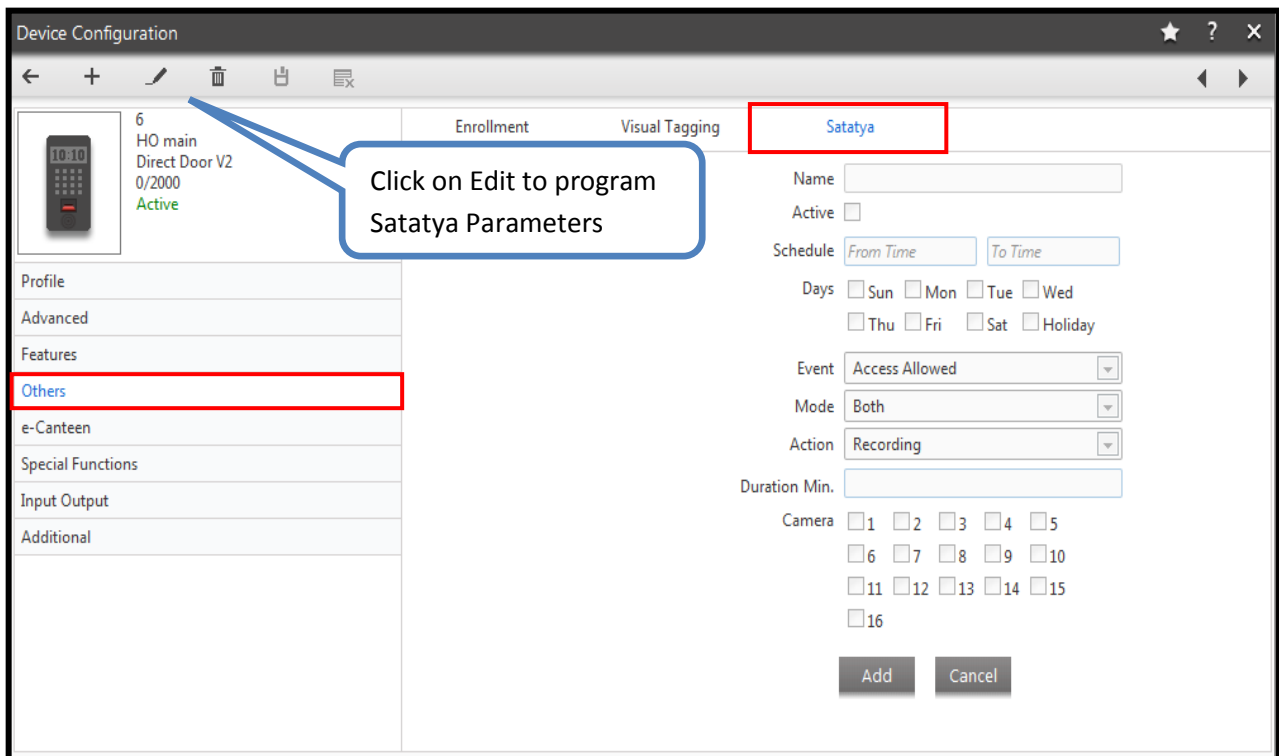 Device Configuration
?
6
HO main
Direct Door V2
0/2000
Active
10:10
Enrollment Visual Tagging Satatya
Click on Edit to program
Satatya Parameters
Profile
Advanced
Features
Others
e-Canteen
Special Functions
Input Output
Additional
Name
Active
Schedule From Time To Time
Days Sun Mon Tue Wed
Thu Fri Sat Holiday
Event Access Allowed
Mode Both
Action Recording
Duration Min.
Camera 1 2 3 4 5
6 7 8 9 10
11 12 13 14 15
16
Add Cancel